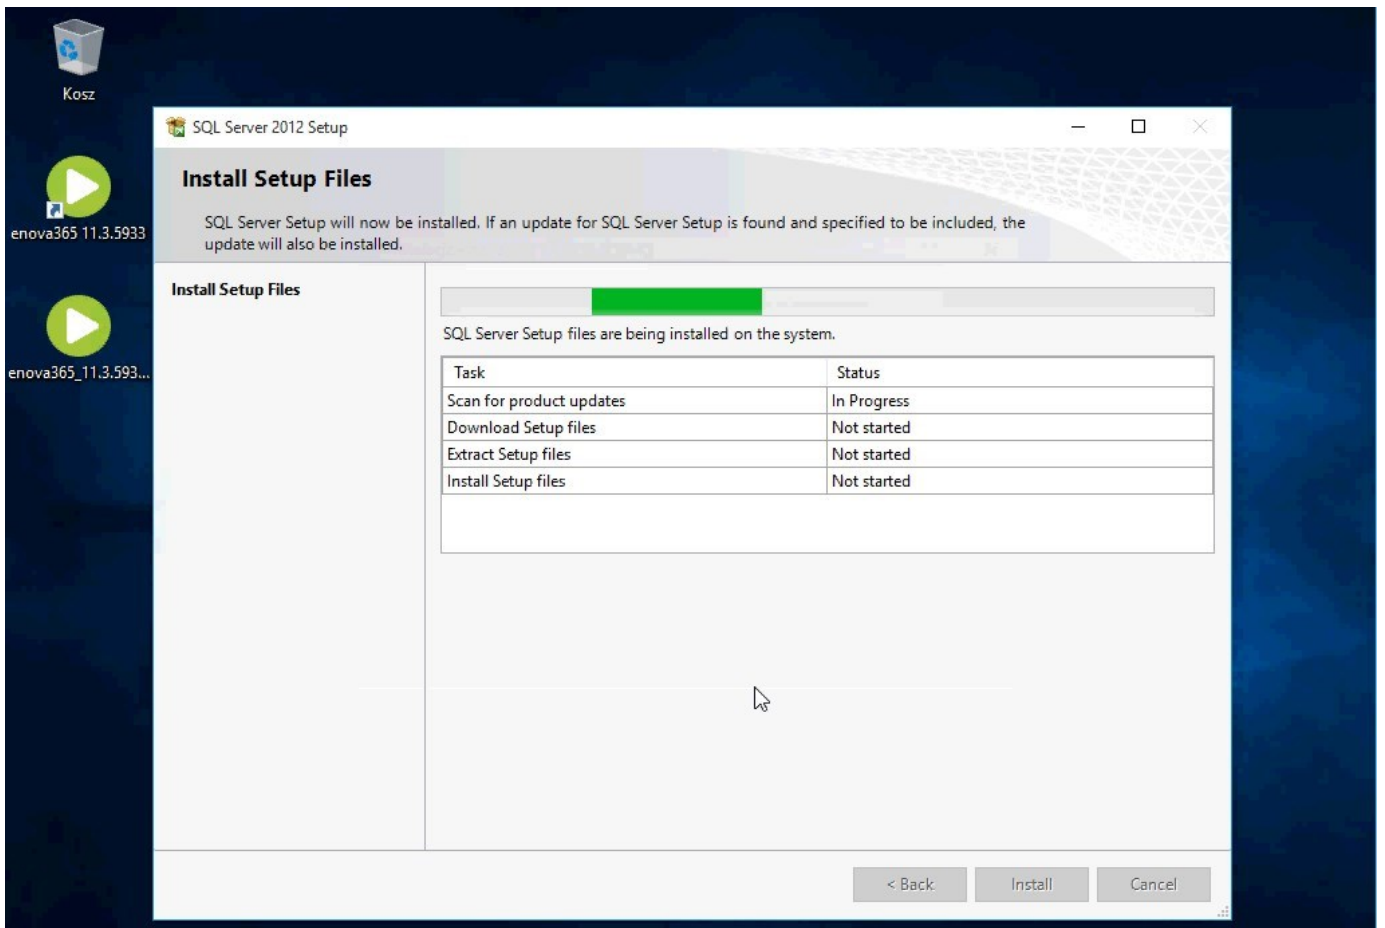 Kosz
enova365 11.3.5933
enova365_11.3.593...
SQL Server 2012 Setup
Install Setup Files
SQL Server Setup will now be installed. If an update for SQL Server Setup is found and specified to be included, the
update will also be installed.
Install Setup Files
SQL Server Setup files are being installed on the system.
Task Status
Scan for product updates In Progress
Download Setup files Not started
Extract Setup files Not started
Install Setup files Not started
< Back Install Cancel